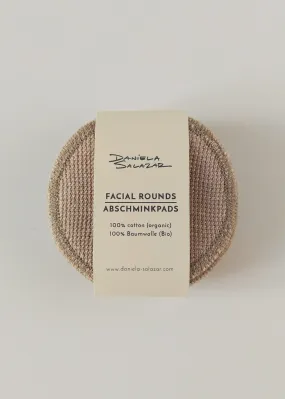 DANIELA
SALAZAR
FACIAL ROUNDS
ABSCHMINKPADS
100% cotton (organic)
100% Baumwolle (Bio)
www.daniela-salazar.com